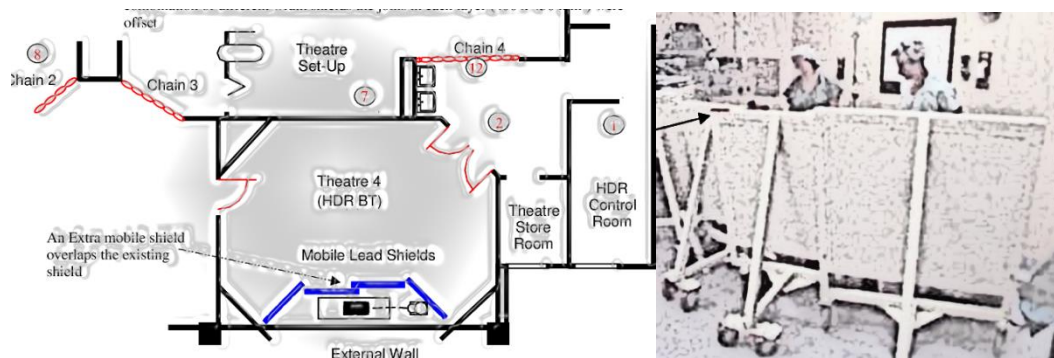 offset
8
Chain 2
Chain 3
Theatre
Set-Up
Chain 4
12
7
2
1
Theatre 4
(HDR BT)
Theatre
Store
Room
HDR
Control
Room
An Extra mobile shield
overlaps the existing
shield
Mobile Lead Shields
External Wall